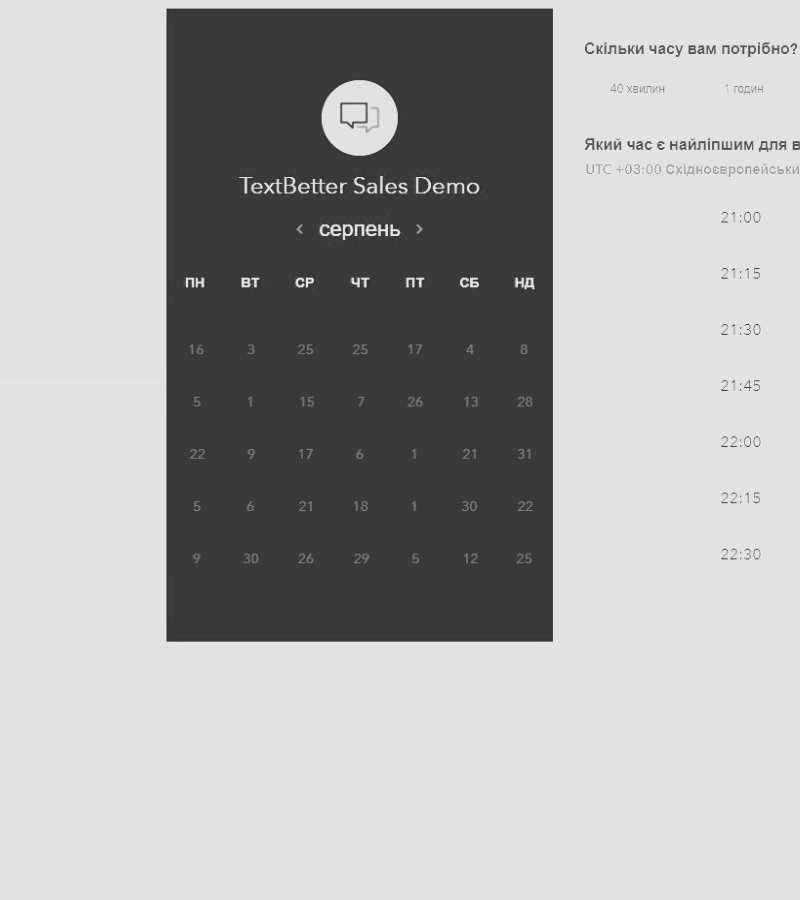 TextBetter Sales Demo
серпень
ПН ВТ СР ЧТ ПТ СБ НД
16 3 25 25 17 4 8
5 1 15 7 26 13 28
22 9 17 6 1 21 31
5 6 21 18 1 30 22
9 30 26 29 5 12 25
Скільки часу вам потрібно?
40 хвилин 1 годин
Який час є найліпшим для в
UTC +03:00 Східноєвропейськи
21:00
21:15
21:30
21:45
22:00
22:15
22:30